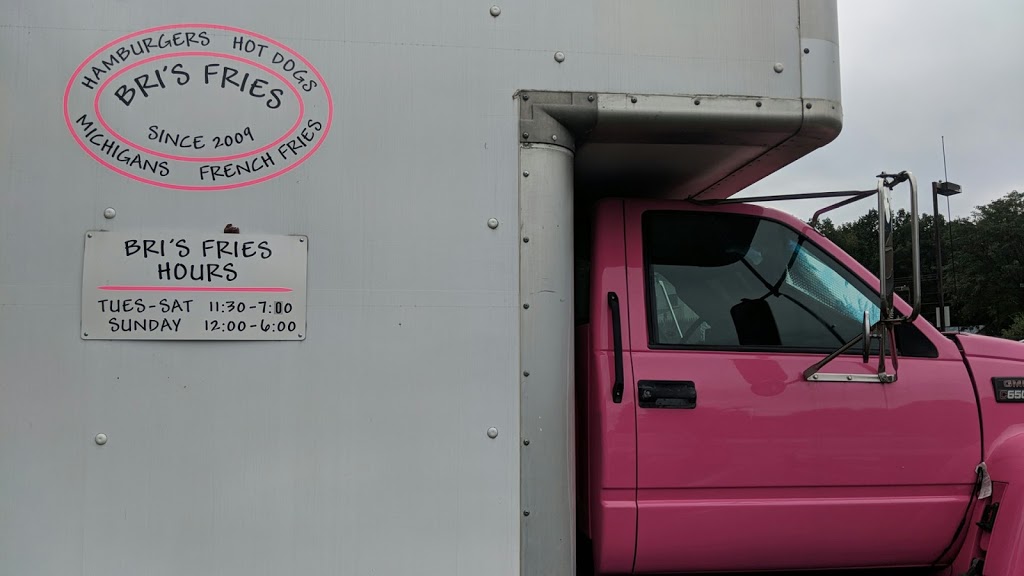 HAMBURGERS HOT DOGS
BRI'S FRIES
SINCE 2009
MICHIGANS FRENCH FRIES
BRI'S FRIES
HOURS
TUES-SAT 11:30-7:00
SUNDAY 12:00-6:00
GMC